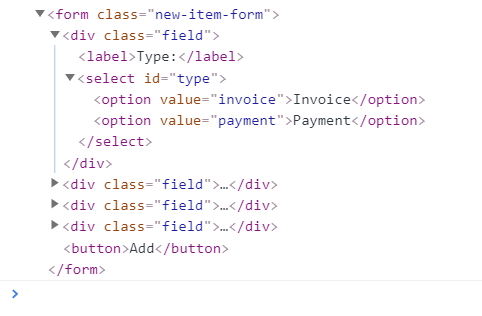 <form class="new-item-form">
<div class="field">
<label>Type:</label>
<select id="type">
<option value="invoice">Invoice</option>
<option value="payment">Payment</option>
</select>
</div>
<div class="field">…</div>
<div class="field">…</div>
<div class="field">…</div>
<button>Add</button>
</form>